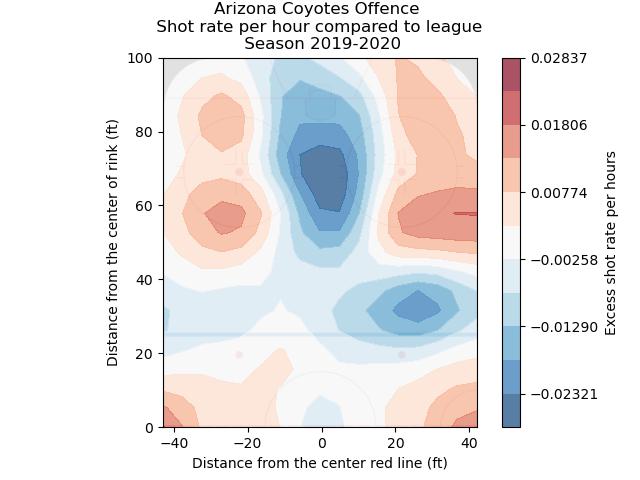 Arizona Coyotes Offence
Shot rate per hour compared to league
Season 2019-2020
100
80
60
40
20
0
−40
−20
0
20
40
Distance from the center of rink (ft)
Distance from the center red line (ft)
0.02837
0.01806
0.00774
−0.00258
−0.01290
−0.02321
Excess shot rate per hours